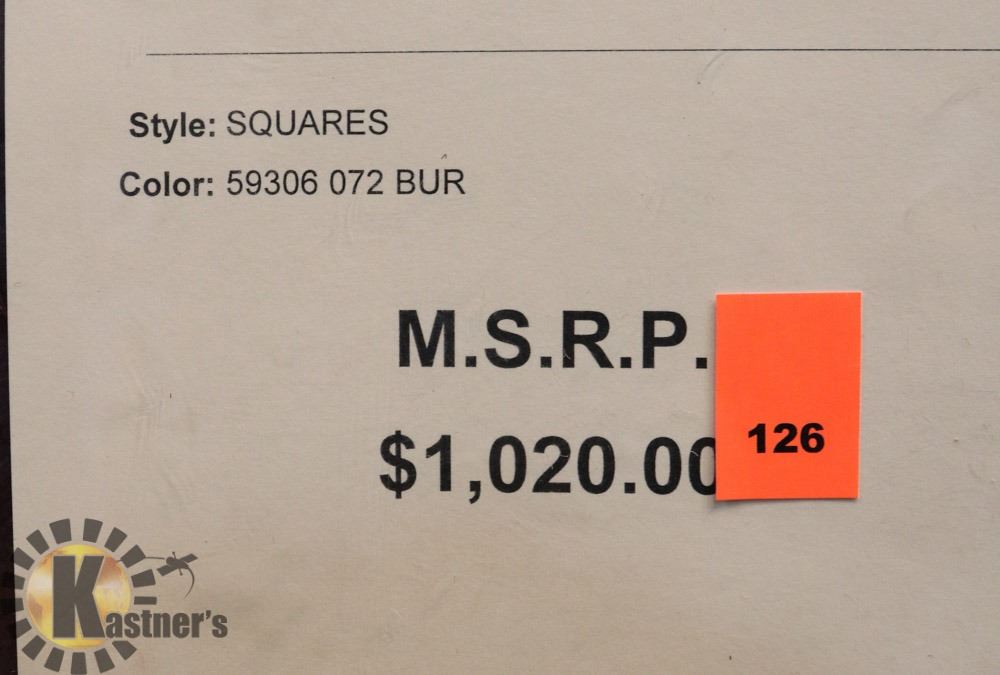 Style: SQUARES
Color: 59306 072 BUR
M.S.R.P.
$1,020.00
126
Kastner's